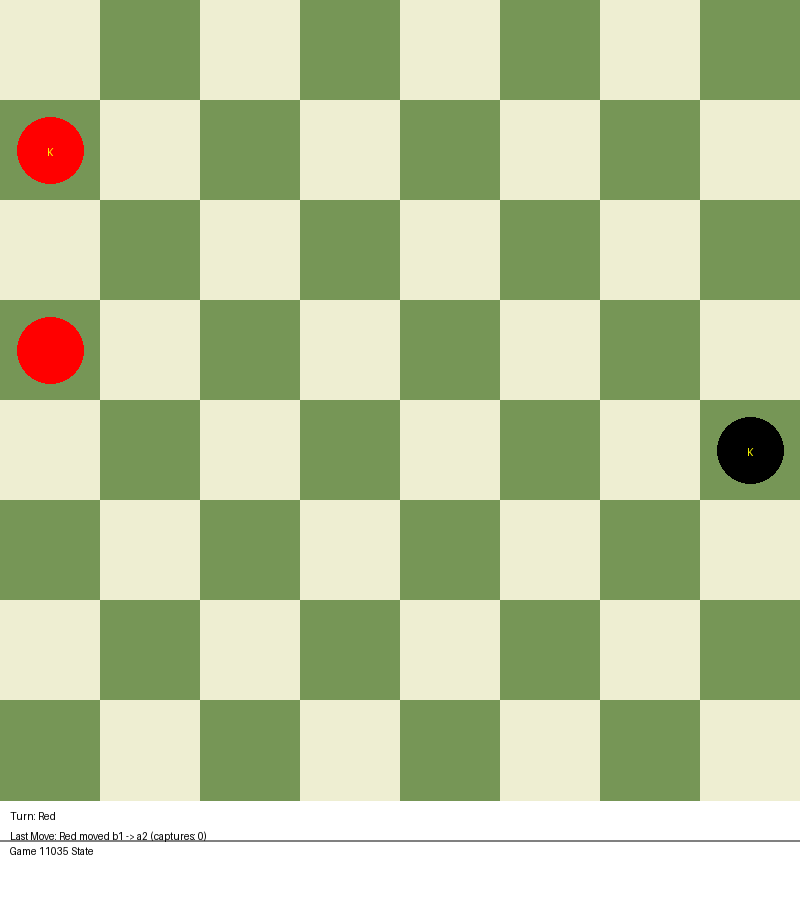 K
K
Turn: Red
Last Move: Red moved b1 -> a2 (captures: 0)
Game 11035 State